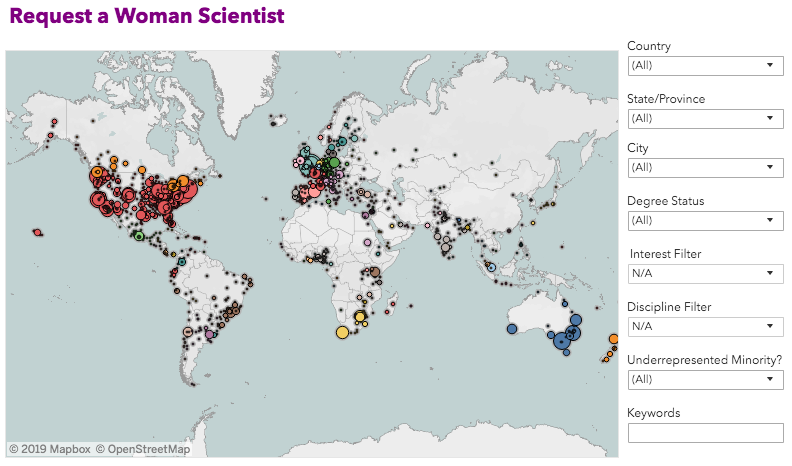 Request a Woman Scientist
Country
(All)
State/Province
(All)
City
(All)
Degree Status
(All)
Interest Filter
N/A
Discipline Filter
N/A
Underrepresented Minority?
(All)
Keywords
© 2019 Mapbox © OpenStreetMap